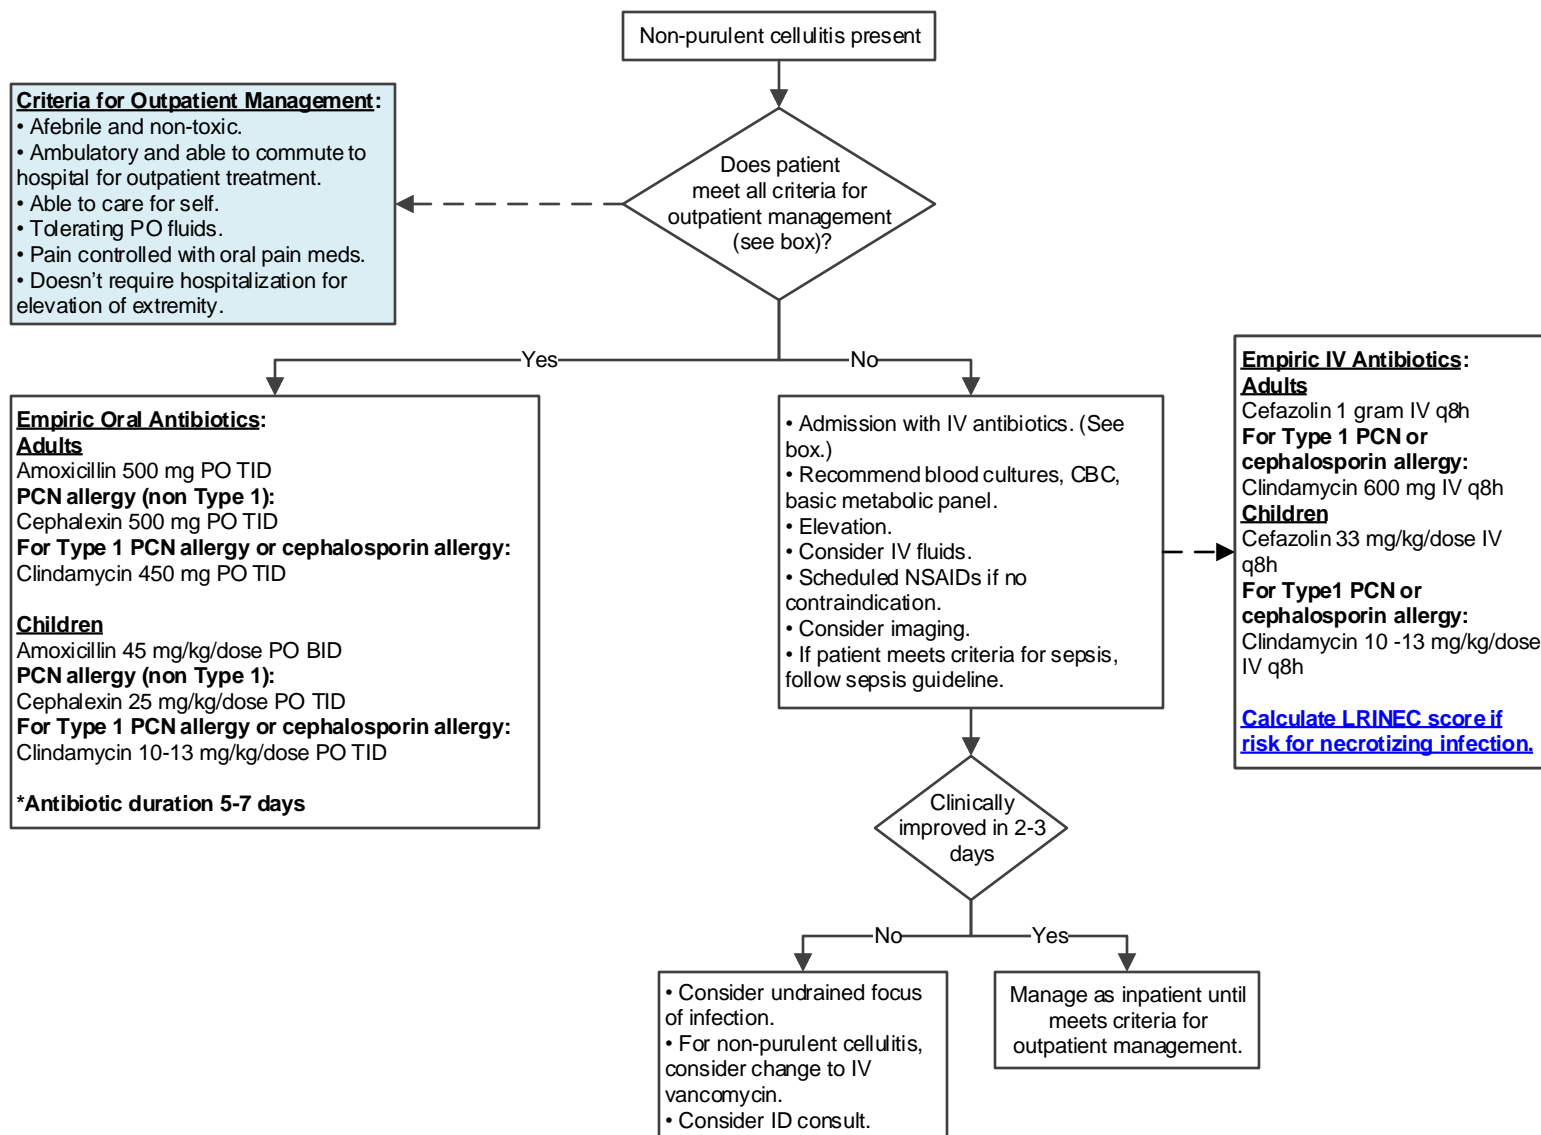 Non-purulent cellulitis present
Criteria for Outpatient Management:
• Afebrile and non-toxic.
• Ambulatory and able to commute to
hospital for outpatient treatment.
• Able to care for self.
• Tolerating PO fluids.
• Pain controlled with oral pain meds.
• Doesn't require hospitalization for
elevation of extremity.
Does patient
meet all criteria for
outpatient management
(see box)?
Yes
No
Empiric Oral Antibiotics:
Adults
Amoxicillin 500 mg PO TID
PCN allergy (non Type 1):
Cephalexin 500 mg PO TID
For Type 1 PCN allergy or cephalosporin allergy:
Clindamycin 450 mg PO TID
Children
Amoxicillin 45 mg/kg/dose PO BID
PCN allergy (non Type 1):
Cephalexin 25 mg/kg/dose PO TID
For Type 1 PCN allergy or cephalosporin allergy:
Clindamycin 10-13 mg/kg/dose PO TID
*Antibiotic duration 5-7 days
• Admission with IV antibiotics. (See
box.)
• Recommend blood cultures, CBC,
basic metabolic panel.
• Elevation.
• Consider IV fluids.
• Scheduled NSAIDs if no
contraindication.
• Consider imaging.
• If patient meets criteria for sepsis,
follow sepsis guideline.
Empiric IV Antibiotics:
Adults
Cefazolin 1 gram IV q8h
For Type 1 PCN or
cephalosporin allergy:
Clindamycin 600 mg IV q8h
Children
Cefazolin 33 mg/kg/dose IV
q8h
For Type1 PCN or
cephalosporin allergy:
Clindamycin 10 -13 mg/kg/dose
IV q8h
Calculate LRINEC score if
risk for necrotizing infection.
Clinically
improved in 2-3
days
No
Yes
• Consider undrained focus
of infection.
• For non-purulent cellulitis,
consider change to IV
vancomycin.
• Consider ID consult.
Manage as inpatient until
meets criteria for
outpatient management.